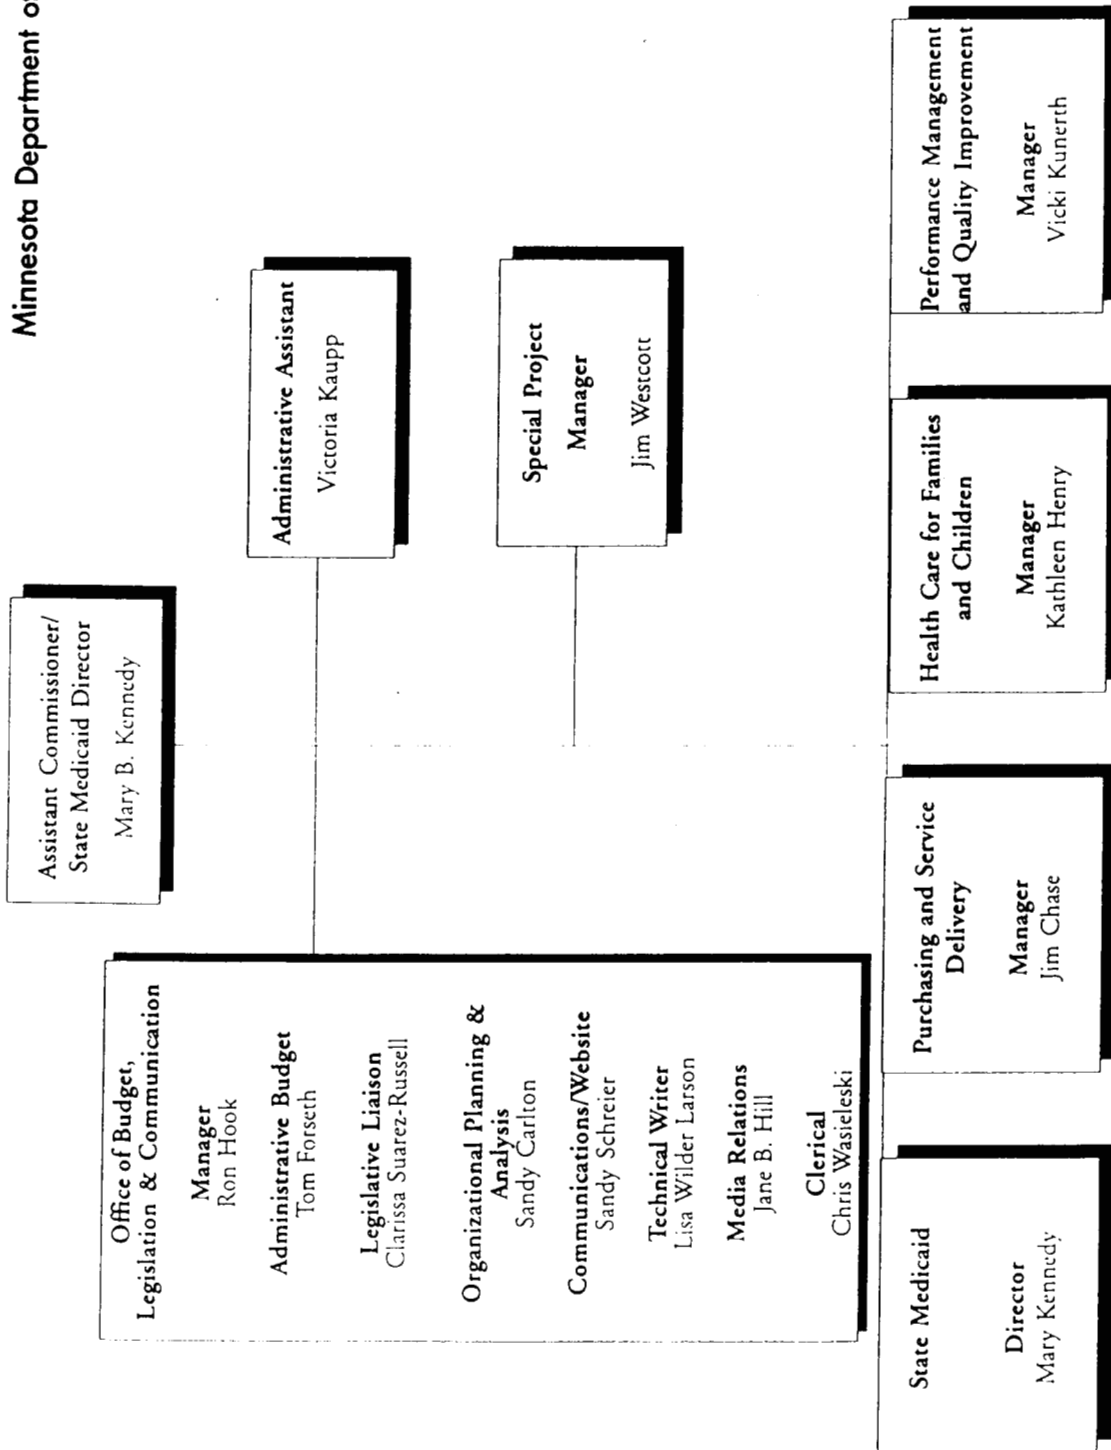 Minnesota Department o
Assistant Commissioner/
State Medicaid Director
Mary B. Kennedy
Office of Budget,
Legislation & Communication
Manager
Ron Hook
Administrative Budget
Tom Forseth
Legislative Liaison
Clarissa Suarez-Russell
Organizational Planning &
Analysis
Sandy Carlton
Communications/Website
Sandy Schreier
Technical Writer
Lisa Wilder Larson
Media Relations
Jane B. Hill
Clerical
Chris Wasieleski
Administrative Assistant
Victoria Kaupp
Special Project
Manager
Jim Westcott
State Medicaid
Director
Mary Kennedy
Purchasing and Service
Delivery
Manager
Jim Chase
Health Care for Families
and Children
Manager
Kathleen Henry
Performance Management
and Quality Improvement
Manager
Vicki Kunerth